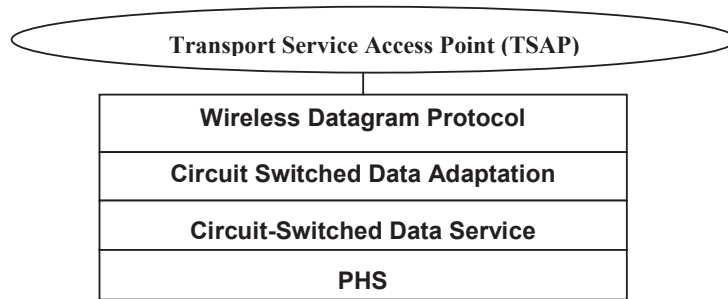 Transport Service Access Point (TSAP)
Wireless Datagram Protocol
Circuit Switched Data Adaptation
Circuit-Switched Data Service
PHS